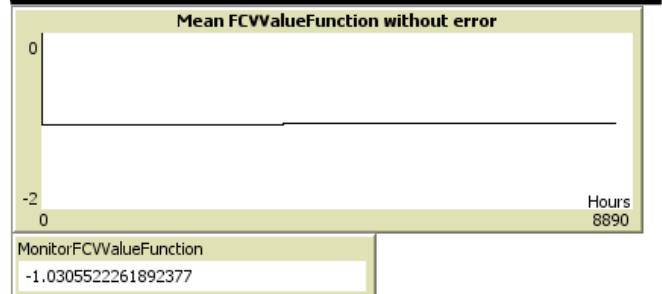 Mean FCVValueFunction without error
0
-2
Hours
0
8890
MonitorFCVValueFunction
-1.0305522261892377